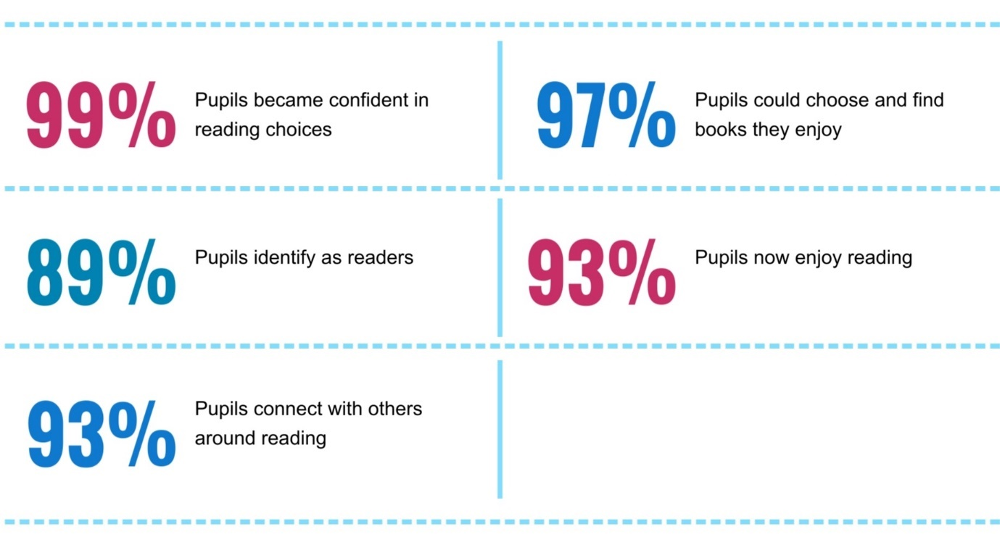 99%
Pupils became confident in
reading choices
97%
Pupils could choose and find
books they enjoy
89%
Pupils identify as readers
93%
Pupils now enjoy reading
93%
Pupils connect with others
around reading